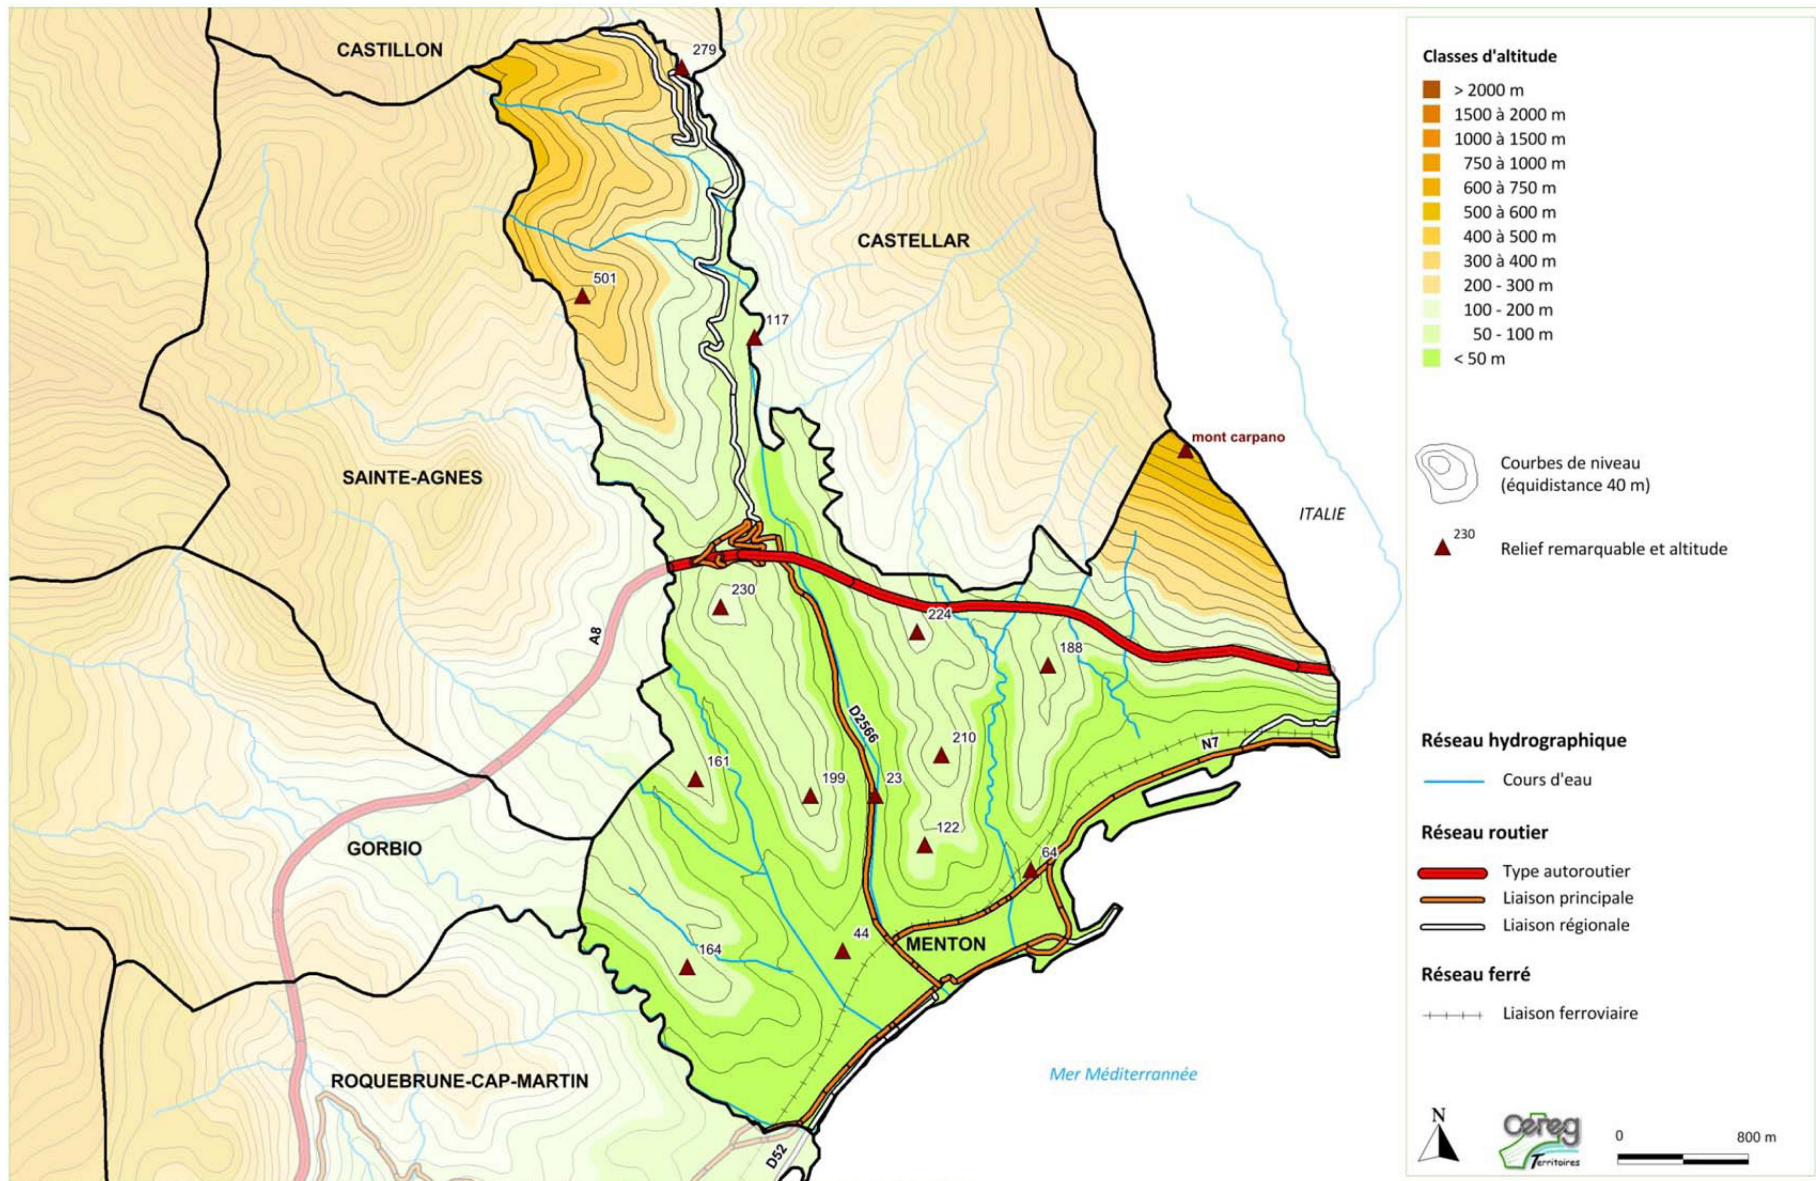 CASTILLON
279
CASTELLAR
501
117
mont carpano
SAINTE-AGNES
ITALIE
230
224
A8
188
D2566
210
N7
161
199
23
122
GORBIO
64
44
MENTON
164
ROQUEBRUNE-CAP-MARTIN
Mer Méditerrannée
D52
Classes d'altitude
> 2000 m
1500 à 2000 m
1000 à 1500 m
750 à 1000 m
600 à 750 m
500 à 600 m
400 à 500 m
300 à 400 m
200 - 300 m
100 - 200 m
50 - 100 m
< 50 m
Courbes de niveau
(équidistance 40 m)
230
Relief remarquable et altitude
Réseau hydrographique
Cours d'eau
Réseau routier
Type autoroutier
Liaison principale
Liaison régionale
Réseau ferré
Liaison ferroviaire
N
Cereg
Territoires
0 800 m